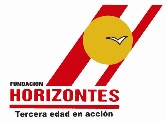 FUNDACION
HORIZONTES
Tercera edad en acción